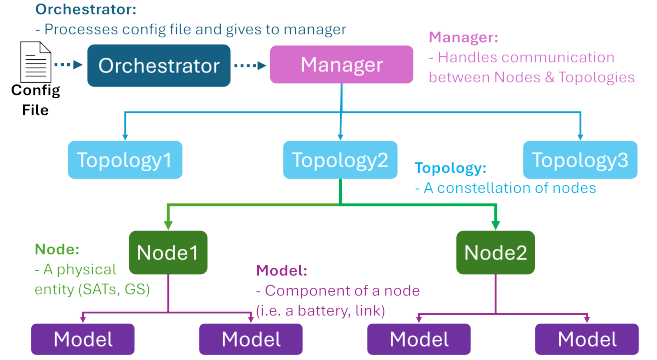 Orchestrator:
- Processes config file and gives to manager
Config
File
Orchestrator
Manager
Manager:
- Handles communication
between Nodes & Topologies
Topology1
Topology2
Topology3
Topology:
- A constellation of nodes
Node:
- A physical
entity (SATs, GS)
Node1
Node2
Model:
- Component of a node
(i.e. a battery, link)
Model
Model
Model
Model